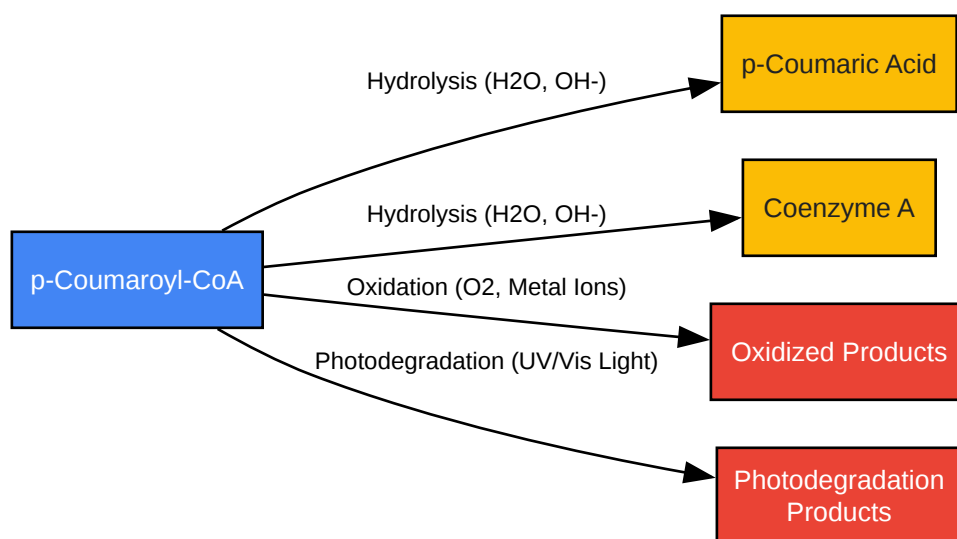 p-Coumaric Acid
Hydrolysis (H2O, OH-)
Coenzyme A
Hydrolysis (H2O, OH-)
p-Coumaroyl-CoA
Oxidation (O2, Metal Ions)
Oxidized Products
Photodegradation (UV/Vis Light)
Photodegradation
Products